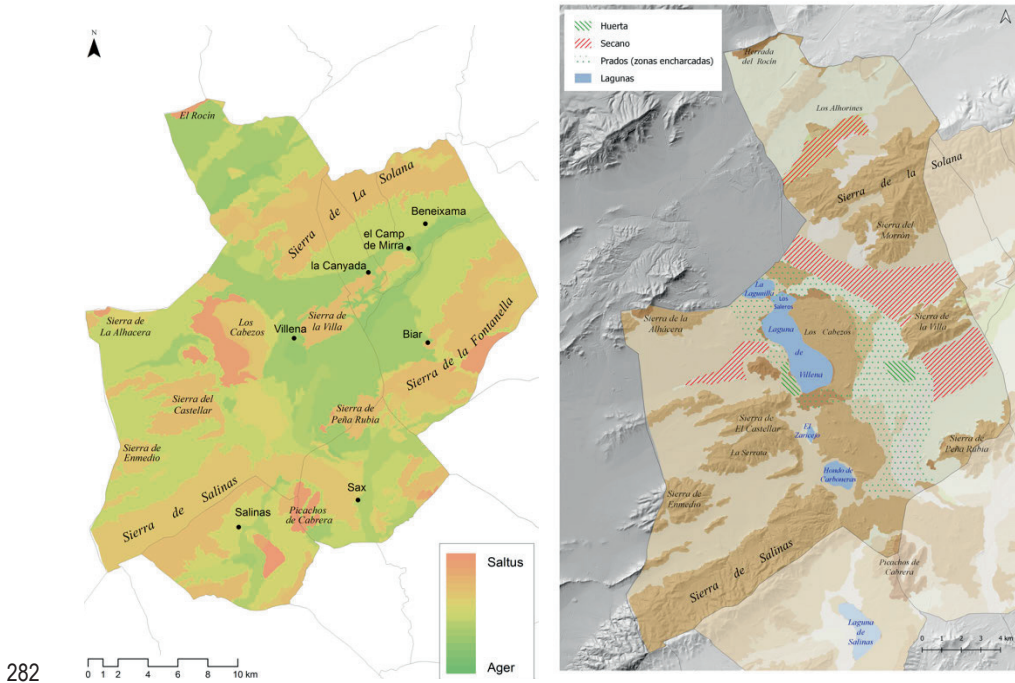 N
El Rocín
Sierra de La Solana
Beneixama
el Camp
de Mirra
la Canyada
Sierra de
La Alhacera
Los
Cabezos
Villena
Sierra de
la Villa
Biar
Sierra de la Fontanella
Sierra del
Castellar
Sierra de
Peña Rubia
Sierra de
Enmedio
Sierra de Salinas
Sax
Salinas
Picachos
de Cabrera
Saltus
Ager
0 1 2 4 6 8 10 km
282
Huerta
Secano
Prados (zonas encharcadas)
Lagunas
Herrada
del Rocín
Los Alhorines
Sierra de la Solana
Sierra del
Morrón
La
Lagunilla
Las
Salinas
Sierra de la
Alhácera
Laguna
de
Villena
Los Cabezos
Sierra de
la Villa
Sierra de
El Castellar
El
Zaricejo
La Serrata
Sierra de
Peña Rubia
Hondo de
Carboneras
Sierra de
Enmedio
Sierra de Salinas
Picachos de
Cabrera
Laguna
de
Salinas
0 1 2 3 4 km